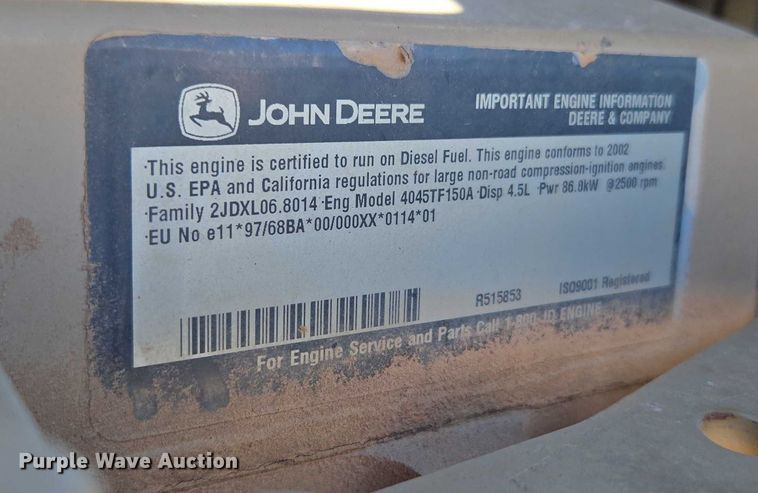 JOHN DEERE
IMPORTANT ENGINE INFORMATION
DEERE & COMPANY
·This engine is certified to run on Diesel Fuel. This engine conforms to 2002
U.S. EPA and California regulations for large non-road compression-ignition engines.
·Family 2JDXL06.8014 ·Eng Model 4045TF150A ·Disp 4.5L ·Pwr 86.0kW @2500 rpm
·EU No e11*97/68BA*00/000XX*0114*01
R515853
ISO9001 Registered
For Engine Service and Parts Call 1-800-JD ENGINE
Purple Wave Auction